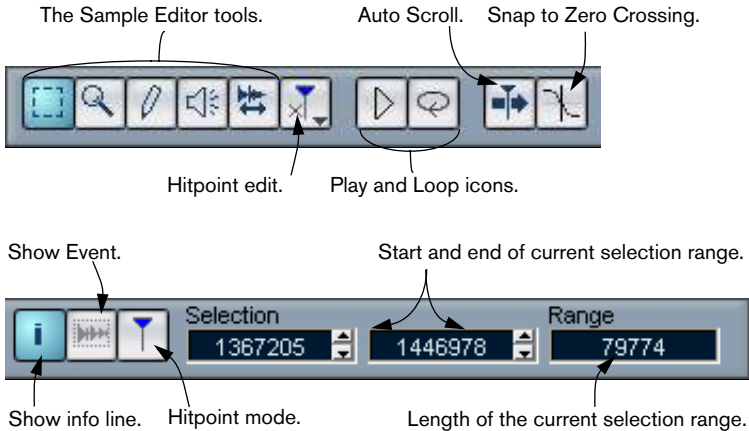 The Sample Editor tools.
Auto Scroll.
Snap to Zero Crossing.
Hitpoint edit.
Play and Loop icons.
Show Event.
Start and end of current selection range.
Selection
Range
1367205
1446978
79774
Show info line.
Hitpoint mode.
Length of the current selection range.